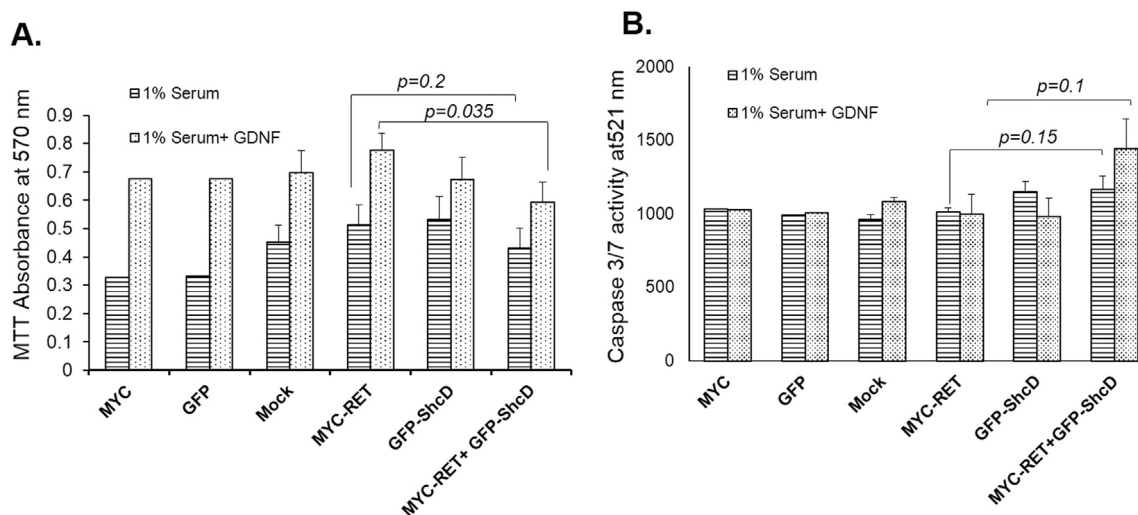 A.
1% Serum
1% Serum+ GDNF
p=0.2
p=0.035
MTT Absorbance at 570 nm
0.9
0.8
0.7
0.6
0.5
0.4
0.3
0.2
0.1
0
MYC
GFP
Mock
MYC-RET
GFP-ShcD
MYC-RET+ GFP-ShcD
B.
1% Serum
1% Serum+ GDNF
p=0.1
p=0.15
Caspase 3/7 activity at521 nm
2000
1500
1000
500
0
MYC
GFP
Mock
MYC-RET
GFP-ShcD
MYC-RET+GFP-ShcD